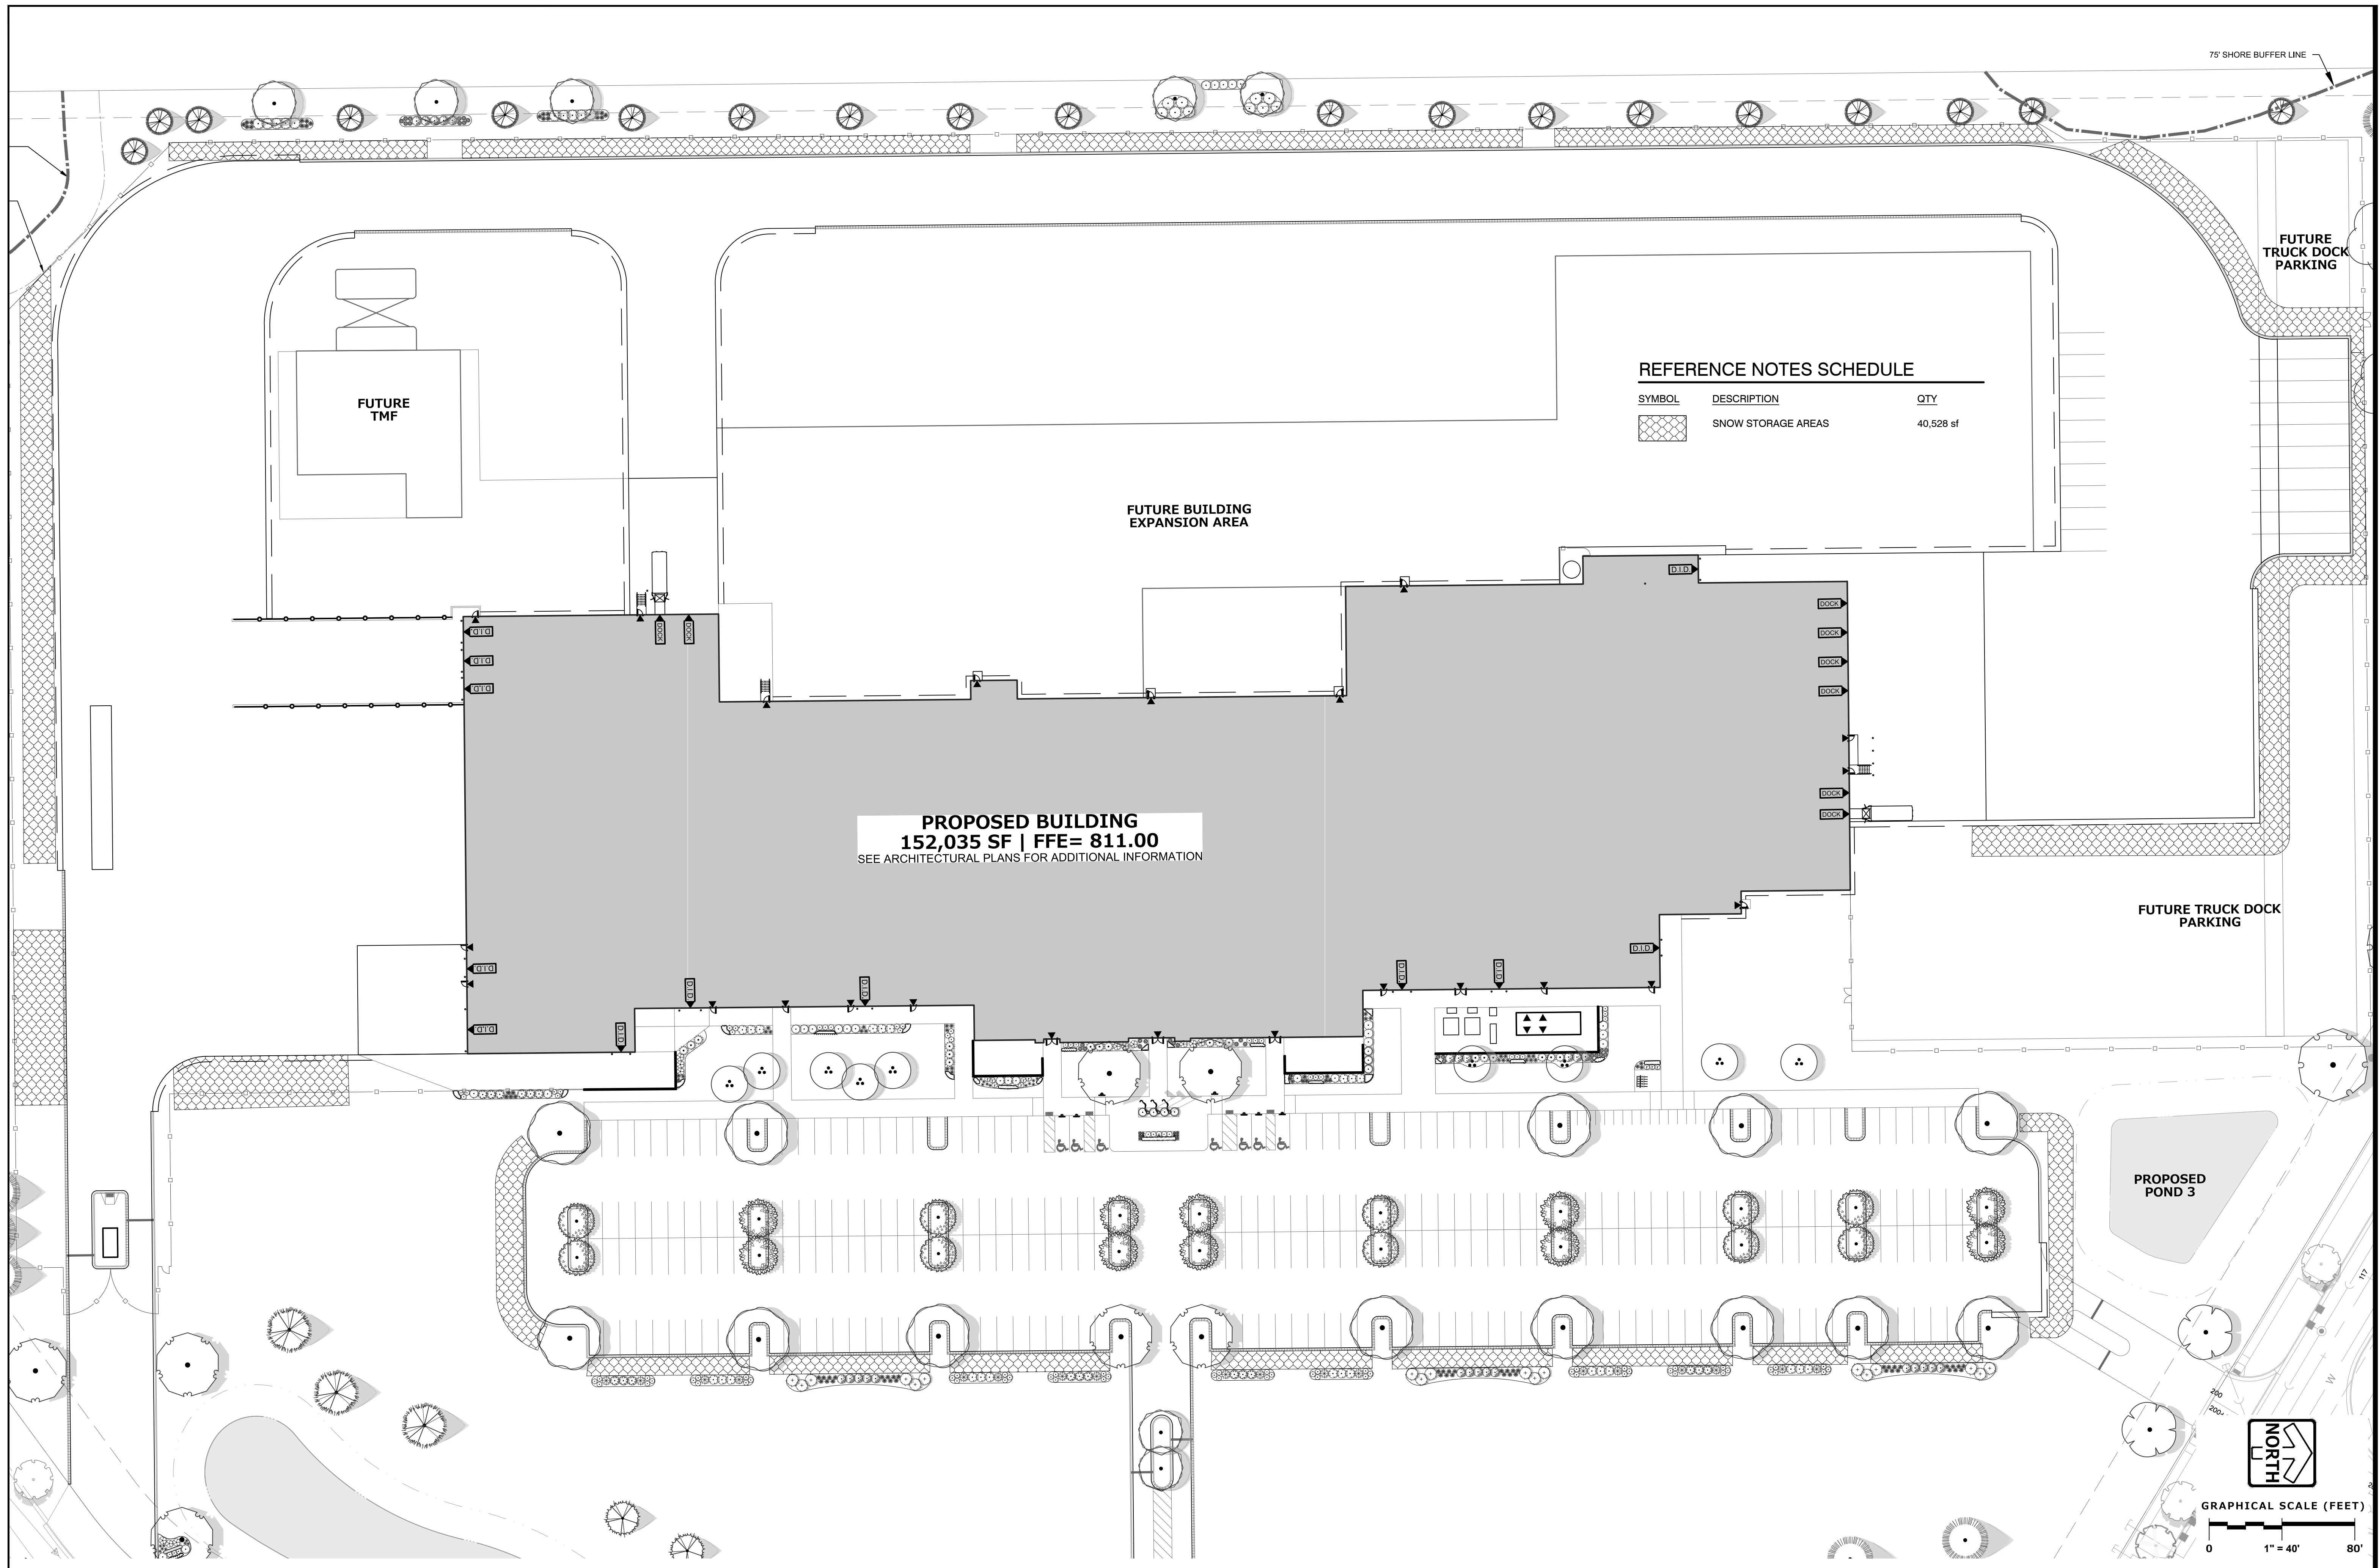 75' SHORE BUFFER LINE
FUTURE
TRUCK DOCK
PARKING
REFERENCE NOTES SCHEDULE
SYMBOL DESCRIPTION QTY
SNOW STORAGE AREAS 40,528 sf
FUTURE
TMF
FUTURE BUILDING
EXPANSION AREA
D.I.D.
DOCK
DOCK
DOCK
DOCK
DOCK
DOCK
D.I.D.
D.I.D.
D.I.D.
DOCK
DOCK
PROPOSED BUILDING
152,035 SF | FFE= 811.00
SEE ARCHITECTURAL PLANS FOR ADDITIONAL INFORMATION
FUTURE TRUCK DOCK
PARKING
D.I.D.
D.I.D.
D.I.D.
D.I.D.
D.I.D.
D.I.D.
D.I.D.
D.I.D.
PROPOSED
POND 3
117
W
200
NORTH
GRAPHICAL SCALE (FEET)
0 1" = 40' 80'